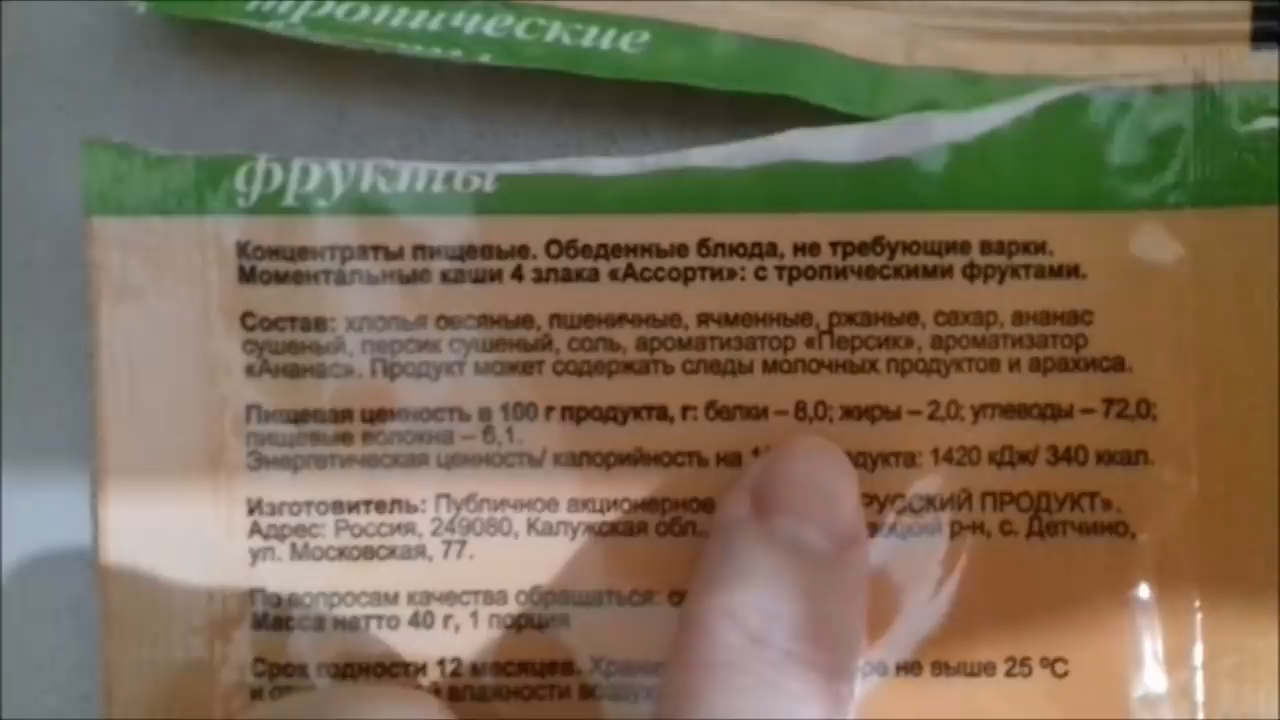 тропические
фрукты
Концентраты пищевые. Обеденные блюда, не требующие варки.
Моментальные каши 4 злака «Ассорти»: с тропическими фруктами.
Состав: хлопья овсяные, пшеничные, ячменные, ржаные, сахар, ананас
сушеный, персик сушеный, соль, ароматизатор «Персик», ароматизатор
«Ананас». Продукт может содержать следы молочных продуктов и арахиса.
Пищевая ценность в 100 г продукта, г: белки – 8,0; жиры – 2,0; углеводы – 72,0;
пищевые волокна – 6,1.
Энергетическая ценность/ калорийность на дукта: 1420 кДж/ 340 ккал.
Изготовитель: Публичное акционерное РУССКИЙ ПРОДУКТ».
Адрес: Россия, 249080, Калужская обл., р-н, с. Детчино,
ул. Московская, 77.
По вопросам качества обращаться:
Масса нетто 40 г, 1 порция
Срок годности 12 месяцев. не выше 25 ºС
и влажности